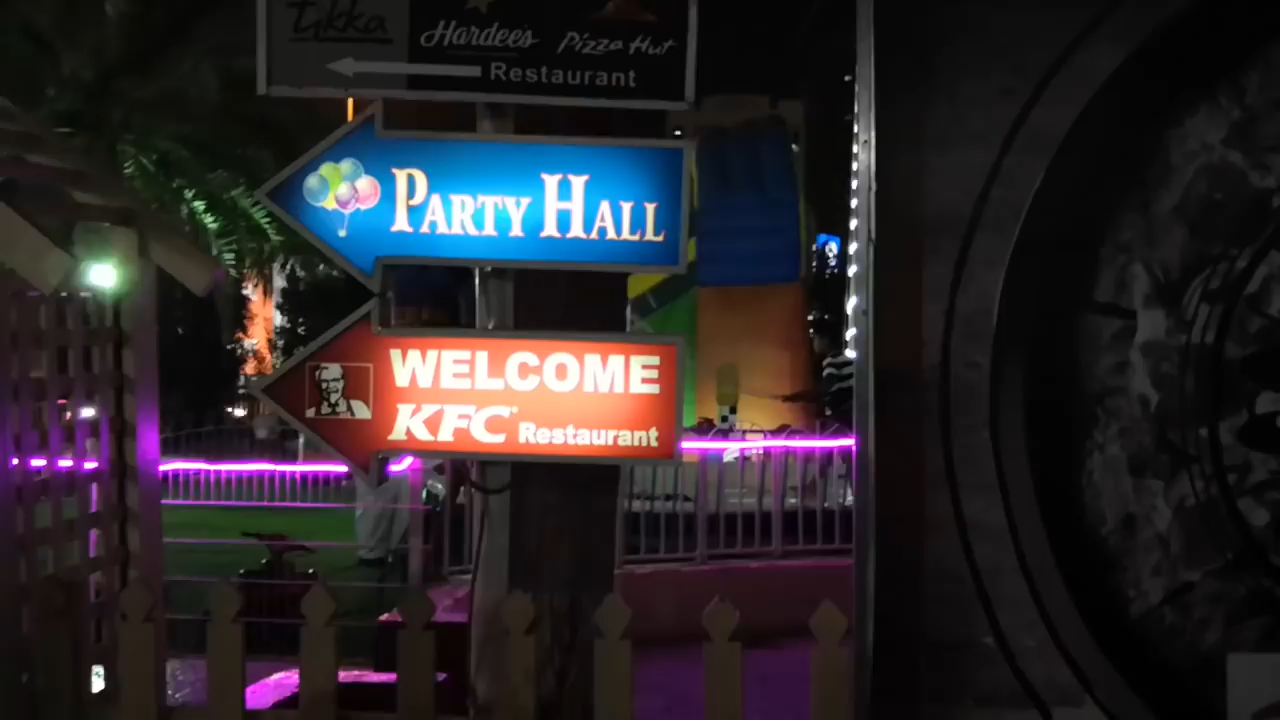 Tikka
Hardee's Pizza Hut
Restaurant
PARTY HALL
WELCOME
KFC Restaurant